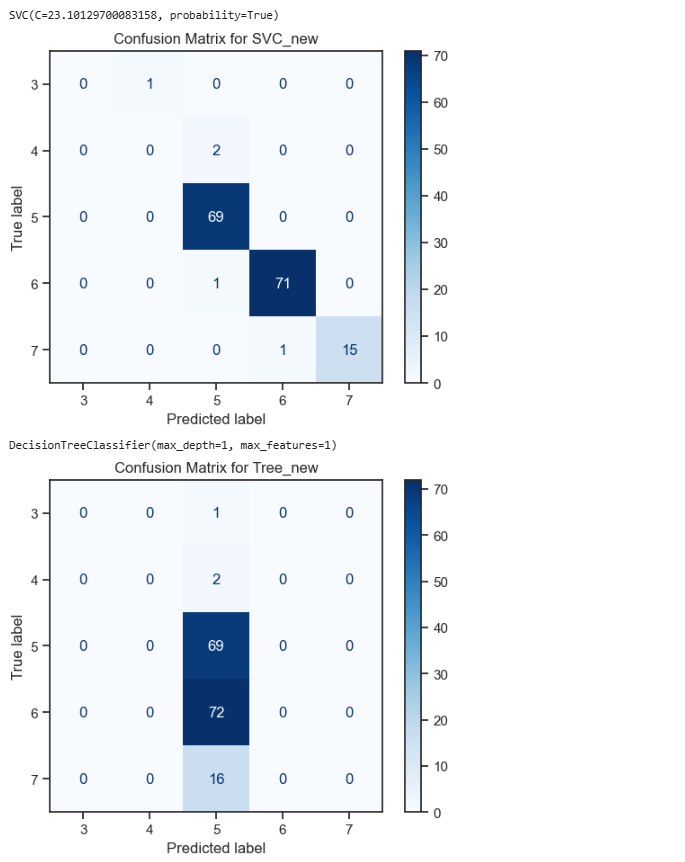 SVC(C=23.10129700083158, probability=True)
Confusion Matrix for SVC_new
3 0 1 0 0 0
4 0 0 2 0 0
5 0 0 69 0 0
6 0 0 1 71 0
7 0 0 0 1 15
3 4 5 6 7
Predicted label
True label
70
60
50
40
30
20
10
0
DecisionTreeClassifier(max_depth=1, max_features=1)
Confusion Matrix for Tree_new
3 0 0 1 0 0
4 0 0 2 0 0
5 0 0 69 0 0
6 0 0 72 0 0
7 0 0 16 0 0
3 4 5 6 7
Predicted label
True label
70
60
50
40
30
20
10
0